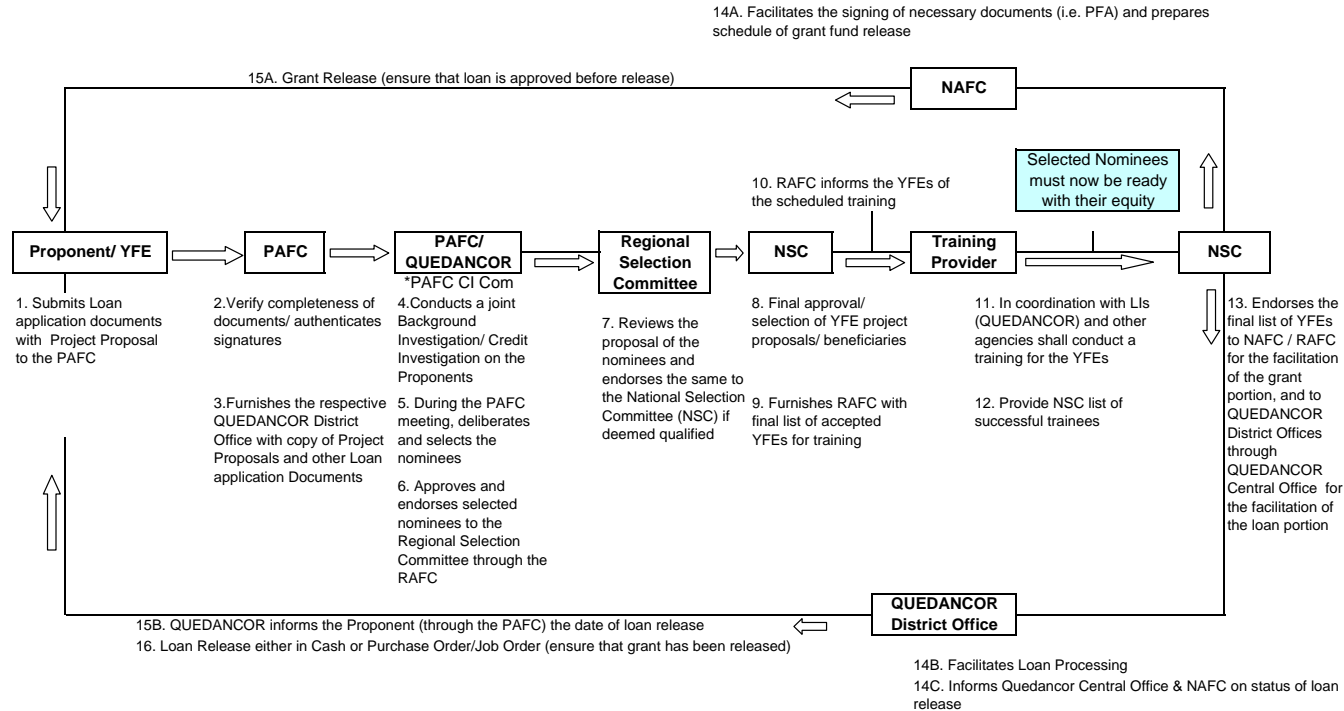 14A. Facilitates the signing of necessary documents (i.e. PFA) and prepares
schedule of grant fund release
15A. Grant Release (ensure that loan is approved before release)
NAFC
Selected Nominees
must now be ready
with their equity
10. RAFC informs the YFEs of
the scheduled training
Proponent/ YFE
PAFC
PAFC/
QUEDANCOR
*PAFC CI Com
Regional
Selection
Committee
NSC
Training
Provider
NSC
1. Submits Loan
application documents
with Project Proposal
to the PAFC
2.Verify completeness of
documents/ authenticates
signatures
3.Furnishes the respective
QUEDANCOR District
Office with copy of Project
Proposals and other Loan
application Documents
4.Conducts a joint
Background
Investigation/ Credit
Investigation on the
Proponents
5. During the PAFC
meeting, deliberates
and selects the
nominees
6. Approves and
endorses selected
nominees to the
Regional Selection
Committee through the
RAFC
7. Reviews the
proposal of the
nominees and
endorses the same to
the National Selection
Committee (NSC) if
deemed qualified
8. Final approval/
selection of YFE project
proposals/ beneficiaries
9. Furnishes RAFC with
final list of accepted
YFEs for training
11. In coordination with LIs
(QUEDANCOR) and other
agencies shall conduct a
training for the YFEs
12. Provide NSC list of
successful trainees
13. Endorses the
final list of YFEs
to NAFC / RAFC
for the facilitation
of the grant
portion, and to
QUEDANCOR
District Offices
through
QUEDANCOR
Central Office for
the facilitation of
the loan portion
QUEDANCOR
District Office
15B. QUEDANCOR informs the Proponent (through the PAFC) the date of loan release
16. Loan Release either in Cash or Purchase Order/Job Order (ensure that grant has been released)
14B. Facilitates Loan Processing
14C. Informs Quedancor Central Office & NAFC on status of loan
release